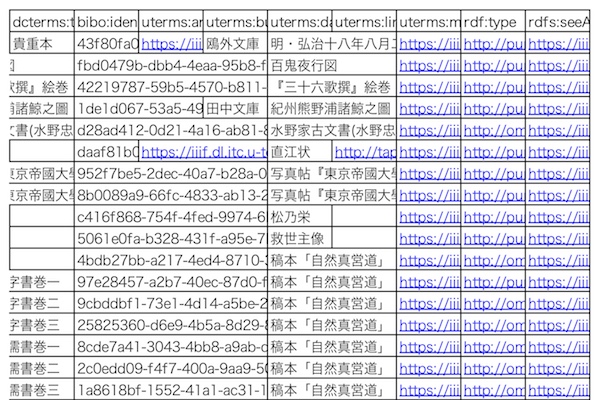 dcterms:t bibo:iden uterms:ar uterms:bu uterms:da uterms:lin uterms:m rdf:type rdfs:seeA
貴重本 43f80fa0 https://iii 鴎外文庫 明・弘治十八年八月二 https://iii http://pu https://iii
図 fbd0479b-dbb4-4eaa-95b8-f 百鬼夜行図 https://iii http://pu https://iii
歌撰』絵巻 42219787-59b5-4570-b811- 『三十六歌撰』絵巻 https://iii http://pu https://iii
浦諸鯨之圖 1de1d067-53a5-49 田中文庫 紀州熊野浦諸鯨之圖 https://iii http://pu https://iii
文書(水野忠 d28ad412-0d21-4a16-ab81-8 水野家古文書(水野忠 https://iii http://om https://iii
daaf81b0 https://iiif.dl.itc.u-to 直江状 http://tap https://iii http://pu https://iii
東京帝國大學 952f7be5-2dec-40a7-b28a-0 写真帖『東京帝國大學 https://iii http://pu https://iii
東京帝國大學 8b0089a9-66fc-4833-ab13-2 写真帖『東京帝國大學 https://iii http://pu https://iii
c416f868-754f-4fed-9974-6 松乃栄 https://iii http://pu https://iii
5061e0fa-b328-431f-a95e-7 救世主像 https://iii http://pu https://iii
4bdb27bb-a217-4ed4-8710- 稿本「自然真営道」 https://iii http://om https://iii
字書巻一 97e28457-a2b7-40ec-87d0-f 稿本「自然真営道」 https://iii http://pu https://iii
字書巻二 9cbddbf1-73e1-4d14-a5be-2 稿本「自然真営道」 https://iii http://om https://iii
字書巻三 25825360-d6e9-4b5a-8d29- 稿本「自然真営道」 https://iii http://pu https://iii
儒書巻一 8cde7a41-3043-4bb8-a9ab-c 稿本「自然真営道」 https://iii http://om https://iii
儒書巻二 2c0edd09-f4f7-400a-9aa9-50 稿本「自然真営道」 https://iii http://om https://iii
儒書巻三 1a8618bf-1552-41a1-ac31-1 稿本「自然真営道」 https://iii http://pu https://iii